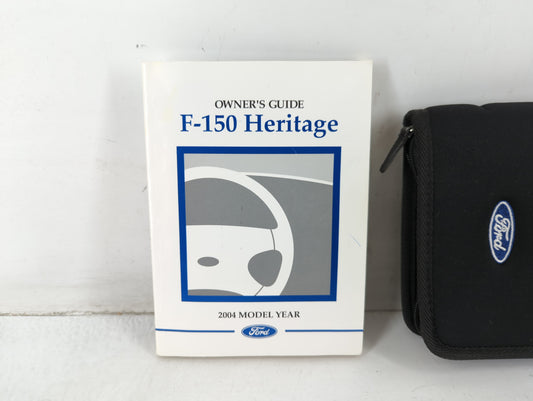 OWNER'S GUIDE
F-150 Heritage
2004 MODEL YEAR
Ford
Ford